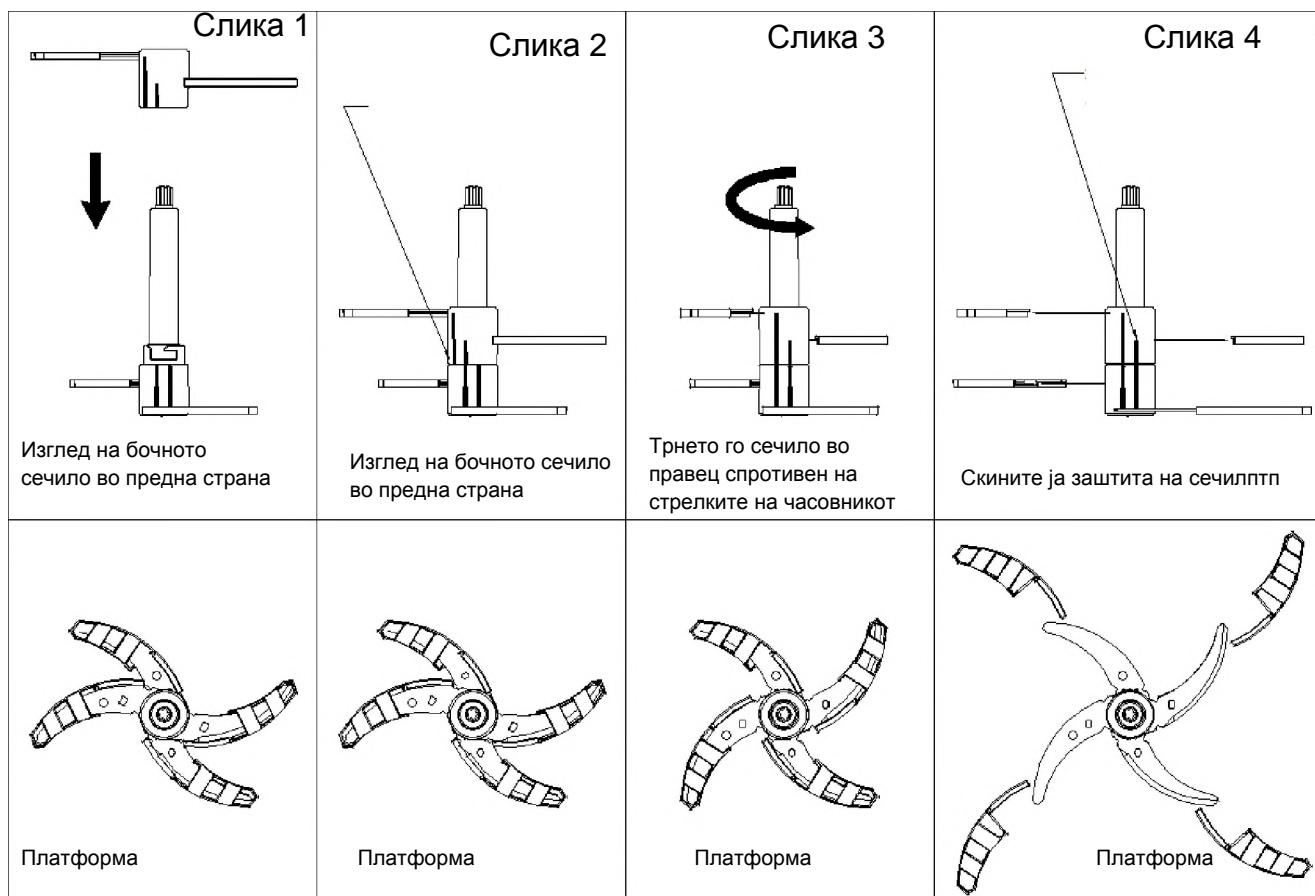 Слика 1
Слика 2
Слика 3
Слика 4
Изглед на бочното
сечило во предна страна
Изглед на бочното сечило
во предна страна
Трнето го сечило во
правец спротивен на
стрелките на часовникот
Скините ја заштита на сечилптп
Платформа
Платформа
Платформа
Платформа